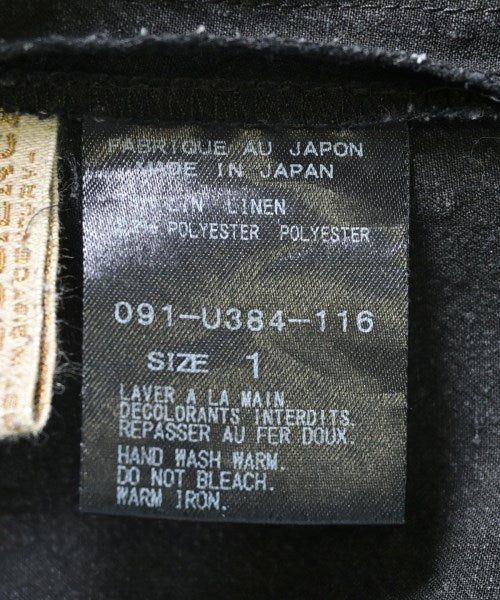 FABRIQUE AU JAPON
MADE IN JAPAN
LIN LINEN
POLYESTER POLYESTER
091-U384-116
SIZE 1
LAVER A LA MAIN.
DECOLORANTS INTERDITS.
REPASSER AU FER DOUX.
HAND WASH WARM.
DO NOT BLEACH.
WARM IRON.